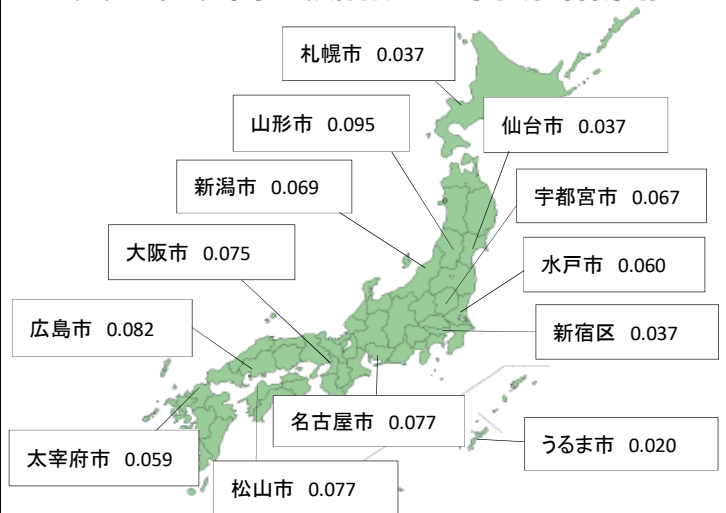 札幌市 0.037
山形市 0.095
仙台市 0.037
新潟市 0.069
宇都宮市 0.067
大阪市 0.075
水戸市 0.060
広島市 0.082
新宿区 0.037
名古屋市 0.077
うるま市 0.020
太宰府市 0.059
松山市 0.077